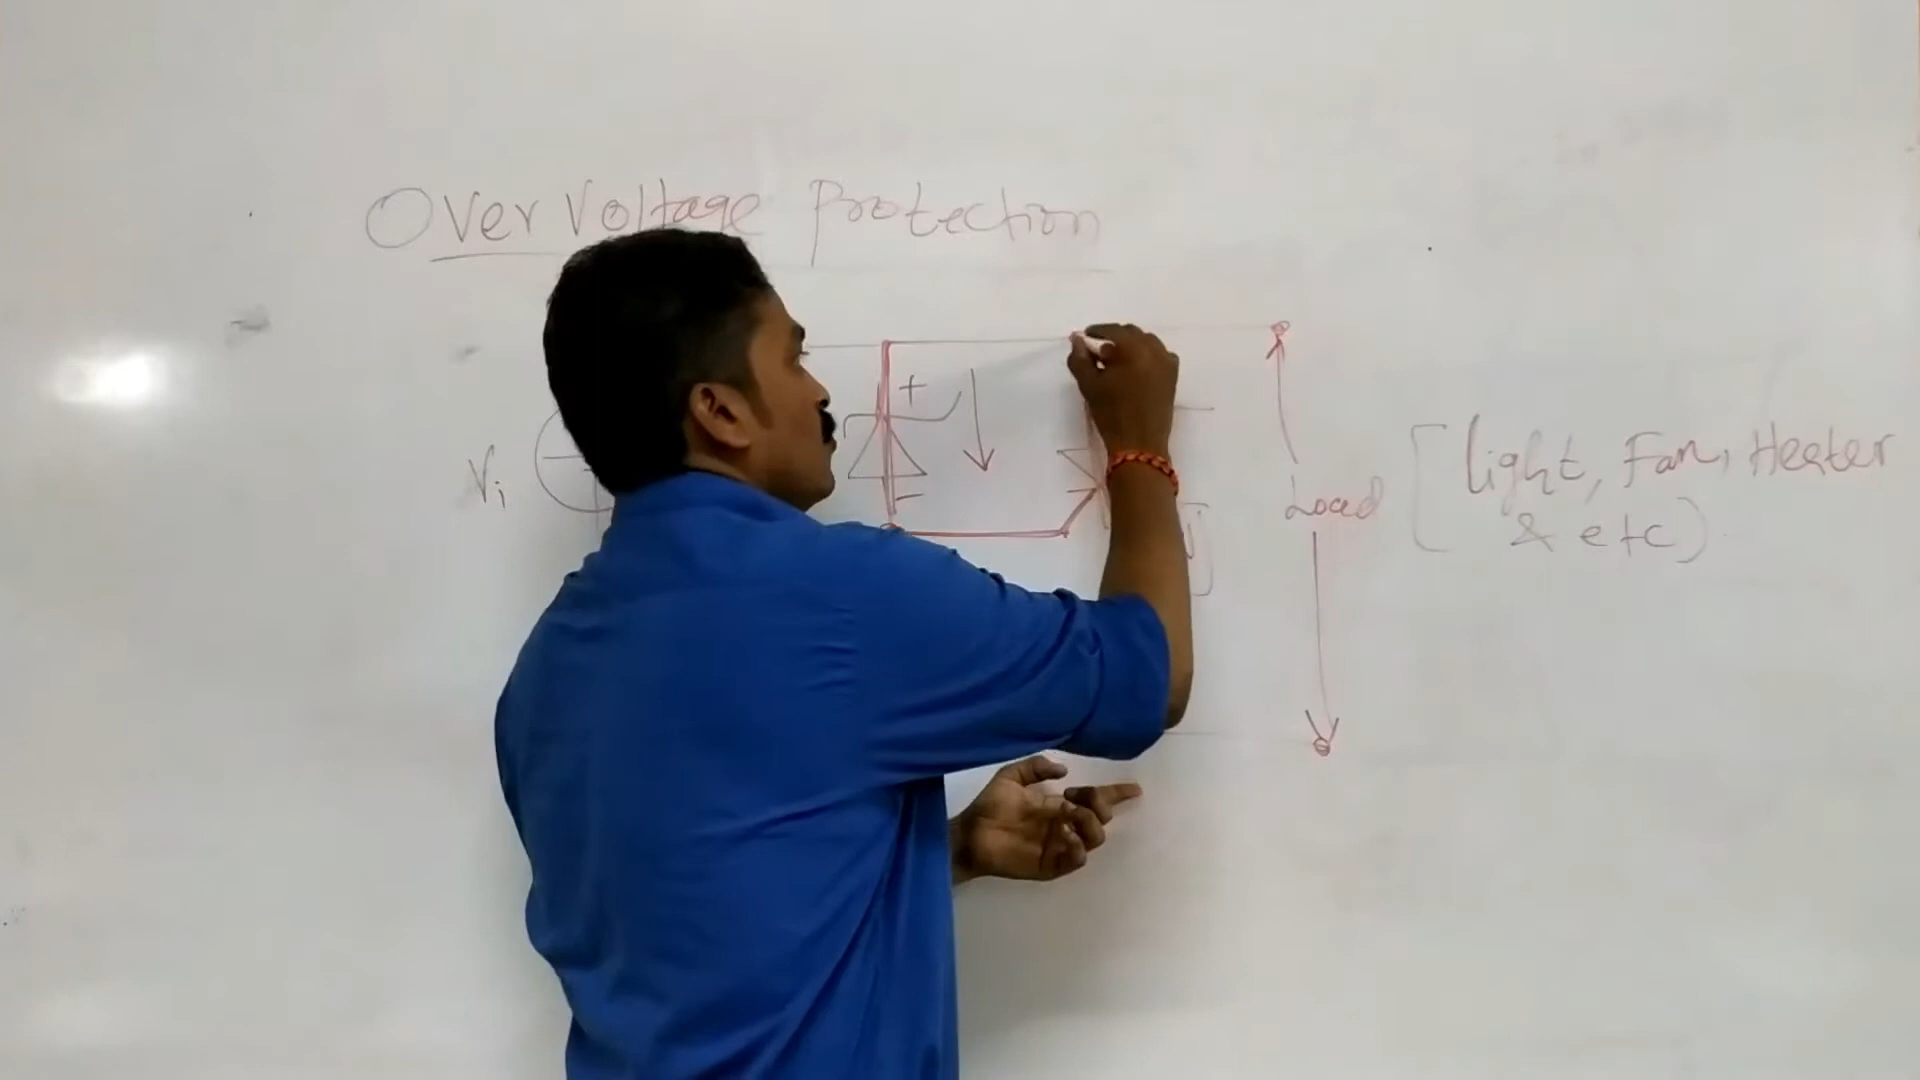 Over Voltage Protection
+
Vi
[light, Fan, Heater
Load
& etc)
-